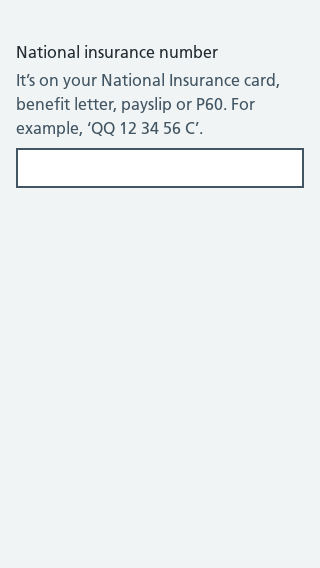 National insurance number
It’s on your National Insurance card,
benefit letter, payslip or P60. For
example, ‘QQ 12 34 56 C’.